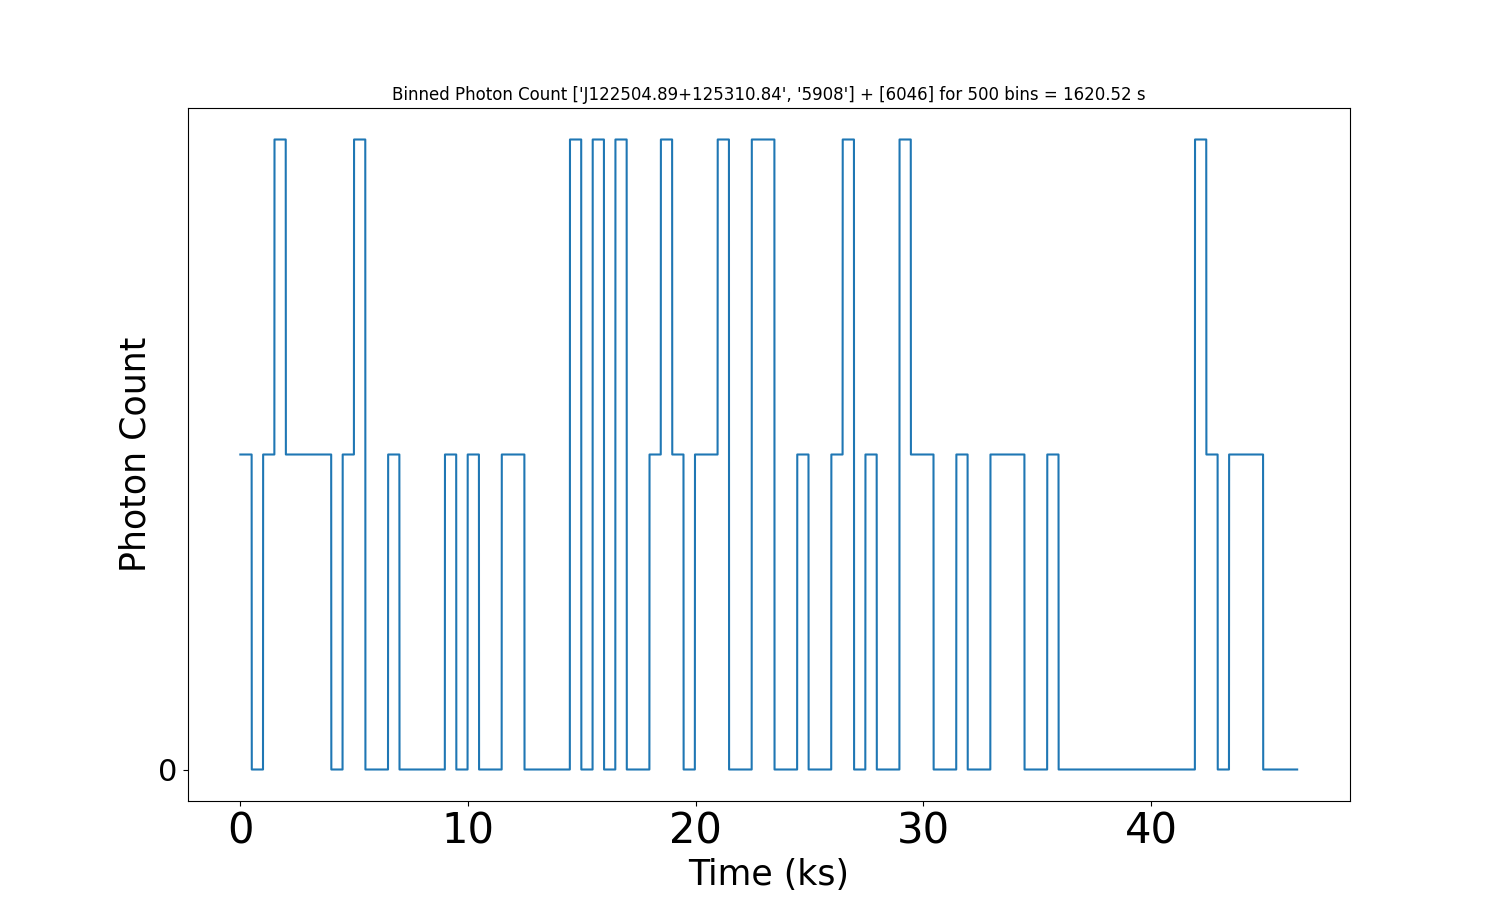 Binned Photon Count ['J122504.89+125310.84', '5908'] + [6046] for 500 bins = 1620.52 s
Photon Count
0
0 10 20 30 40
Time (ks)